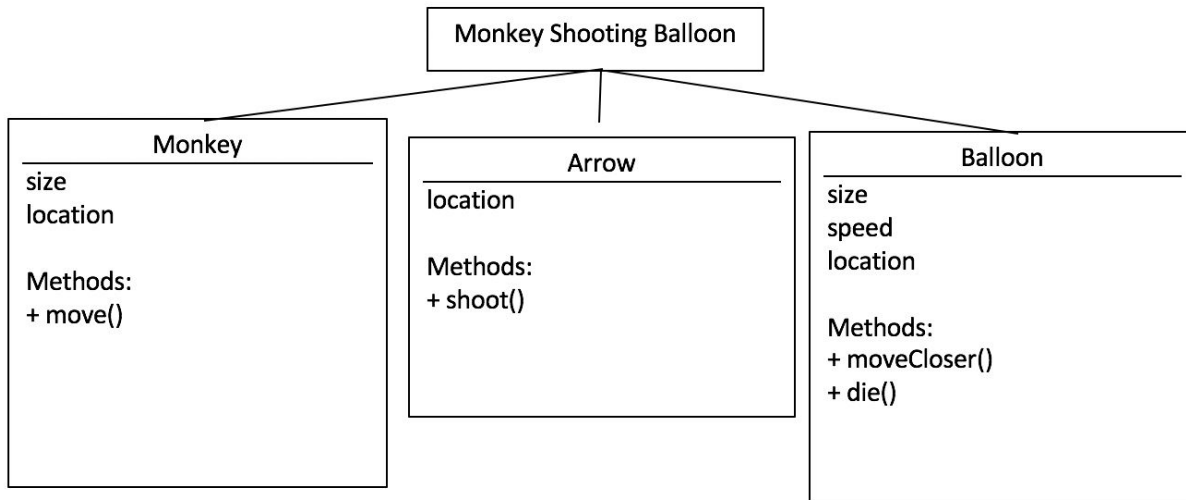 Monkey Shooting Balloon
Monkey
size
location
Methods:
+ move()
Arrow
location
Methods:
+ shoot()
Balloon
size
speed
location
Methods:
+ moveCloser()
+ die()